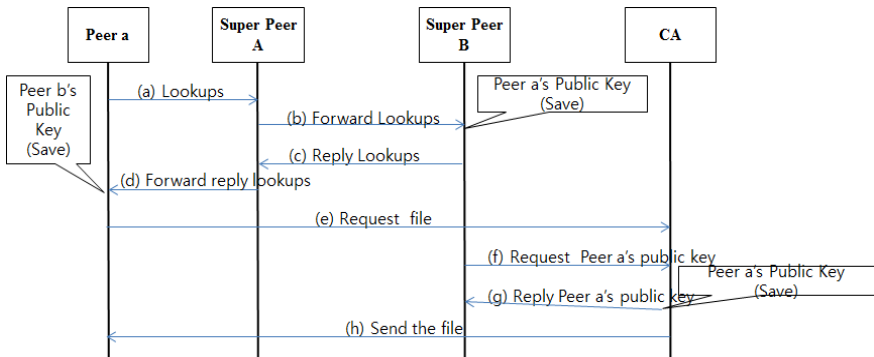 Peer a
Super Peer
A
Super Peer
B
CA
Peer b's
Public
Key
(Save)
(a) Lookups
Peer a's Public Key
(Save)
(b) Forward Lookups
(c) Reply Lookups
(d) Forward reply lookups
(e) Request file
(f) Request Peer a's public key
Peer a's Public Key
(Save)
(g) Reply Peer a's public key
(h) Send the file